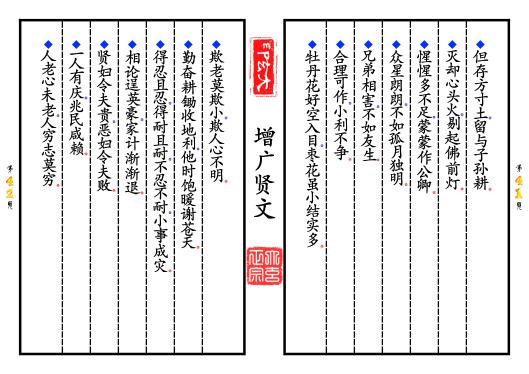 但存方寸土留与子孙耕
灭却心头火剔起佛前灯
惺惺多不足蒙蒙作公卿
众星朗朗不如孤月独明
兄弟相害不如友生
合理可作小利不争
牡丹花好空入目枣花虽小结实多
增广贤文
欺老莫欺小欺人心不明
勤奋耕锄收地利他时饱暖谢苍天
得忍且忍得耐且耐不忍不耐小事成灾
相论逞英豪家计渐渐退
贤妇令夫贵恶妇令夫败
一人有庆兆民咸赖
人老心未老人穷志莫穷